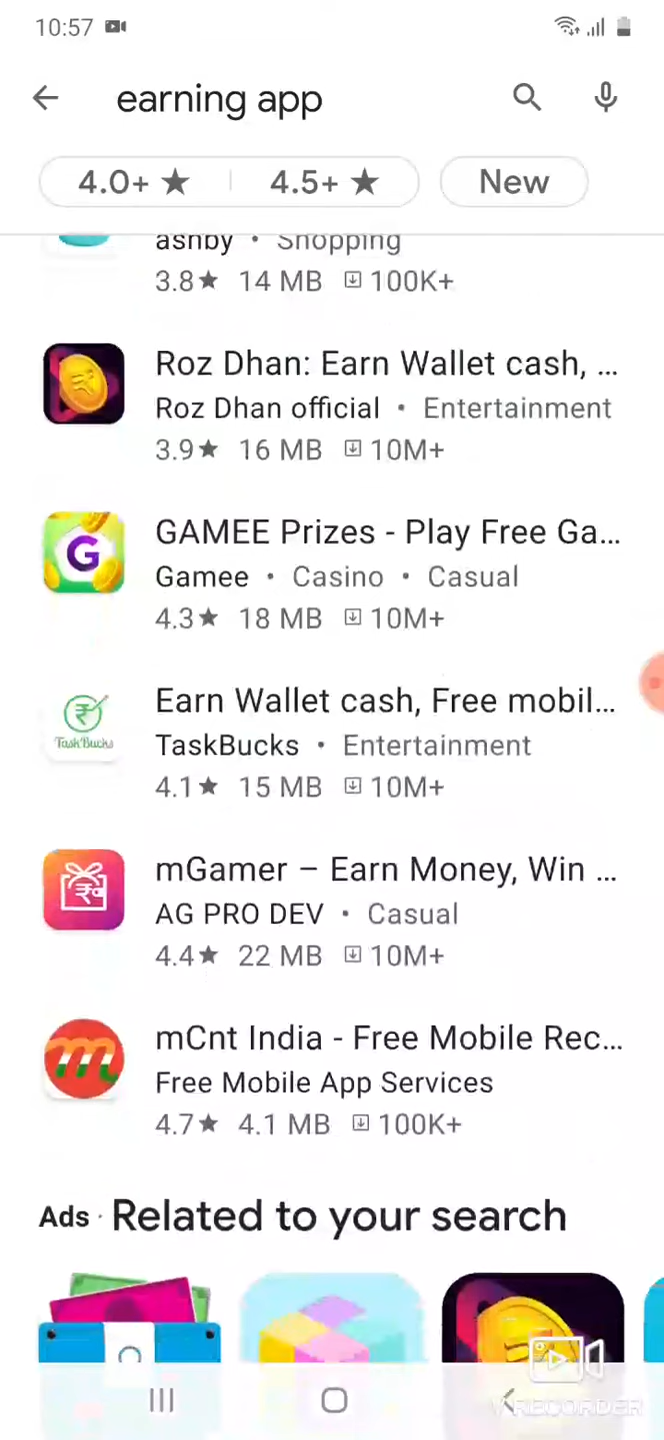 10:57
earning app
4.0+ ★ 4.5+ ★ New
ashby • Shopping
3.8★ 14 MB 100K+
Roz Dhan: Earn Wallet cash, ...
Roz Dhan official • Entertainment
3.9★ 16 MB 10M+
GAMEE Prizes - Play Free Ga...
Gamee • Casino • Casual
4.3★ 18 MB 10M+
Earn Wallet cash, Free mobil...
TaskBucks
TaskBucks • Entertainment
4.1★ 15 MB 10M+
mGamer – Earn Money, Win ...
AG PRO DEV • Casual
4.4★ 22 MB 10M+
mCnt India - Free Mobile Rec...
Free Mobile App Services
4.7★ 4.1 MB 100K+
Ads · Related to your search
V RECORDER